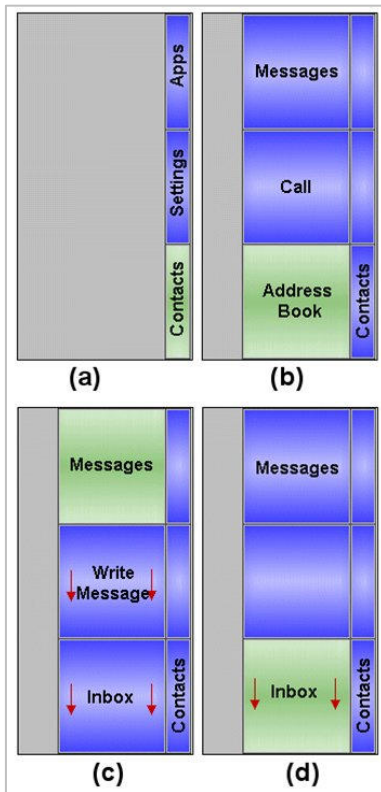 Apps
Settings
Contacts
(a)
Messages
Call
Address
Book
Contacts
(b)
Messages
Write
Message
Inbox
Contacts
(c)
Messages
Inbox
Contacts
(d)